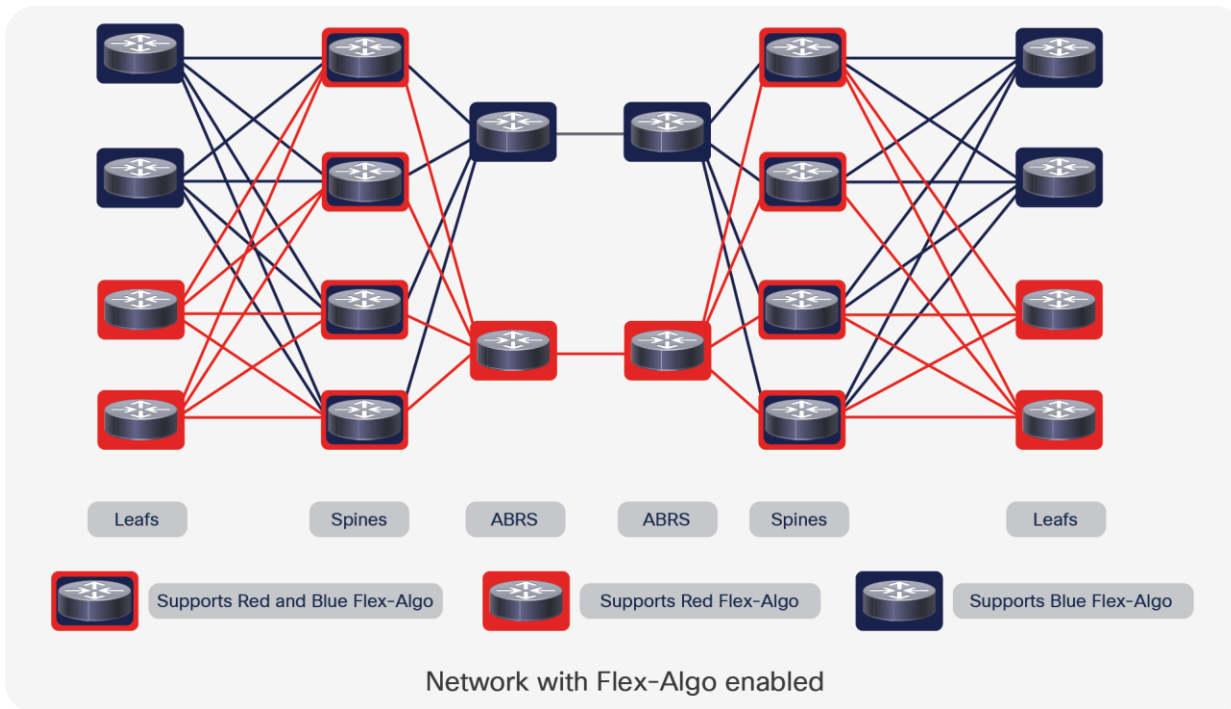 Leafs
Spines
ABRS
ABRS
Spines
Leafs
Supports Red and Blue Flex-Algo
Supports Red Flex-Algo
Supports Blue Flex-Algo
Network with Flex-Algo enabled